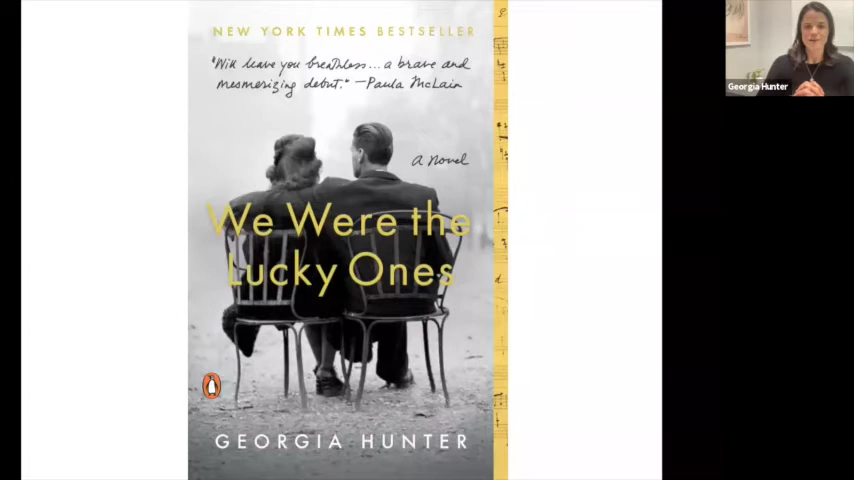 NEW YORK TIMES BESTSELLER
"Will leave you breathless... a brave and
mesmerizing debut." —Paula McLain
a novel
We Were the
Lucky Ones
GEORGIA HUNTER
Georgia Hunter